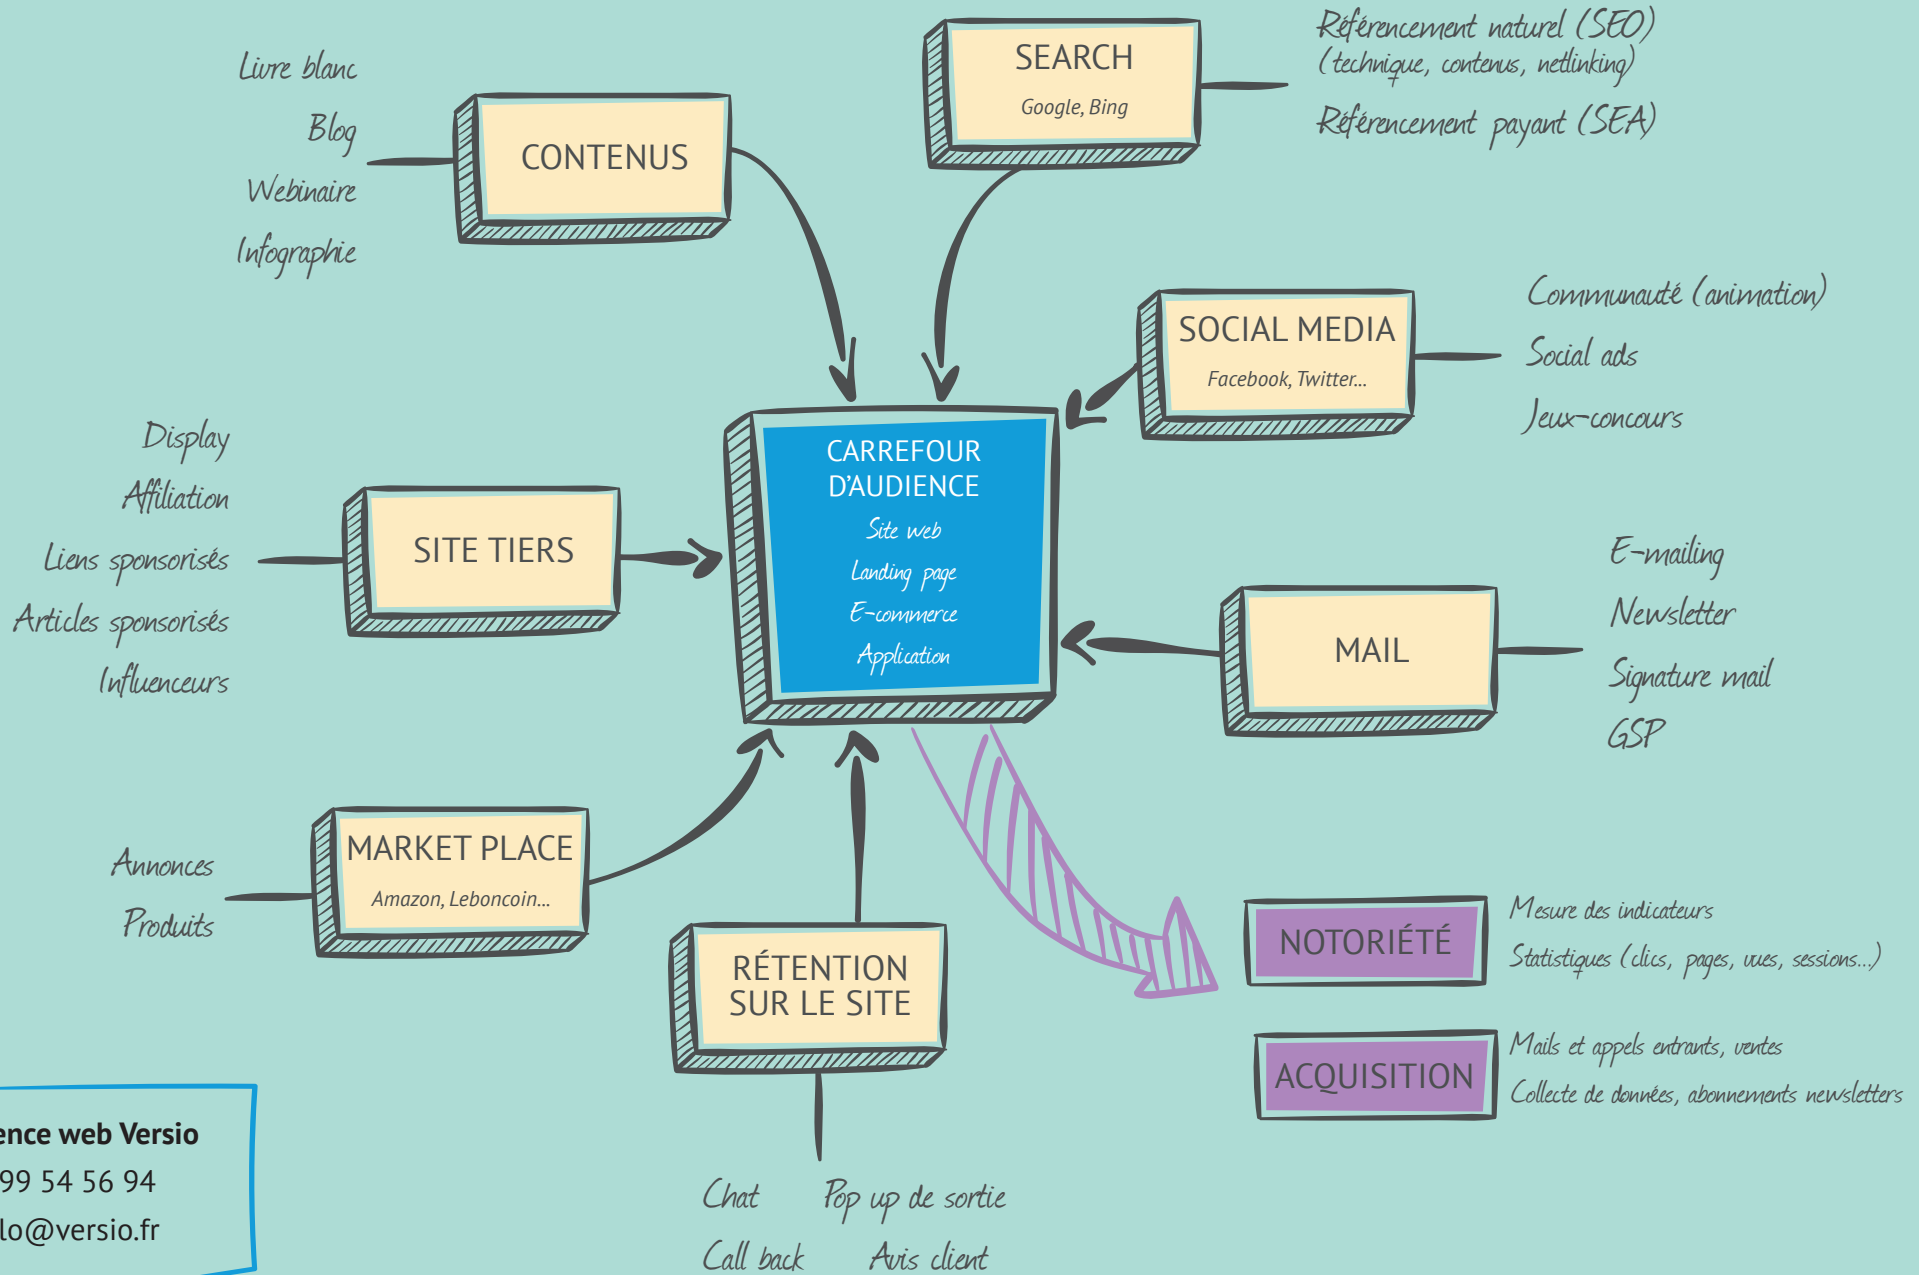 Livre blanc
Blog
Webinaire
Infographie
CONTENUS
SEARCH
Google, Bing
Référencement naturel (SEO)
(technique, contenus, netlinking)
Référencement payant (SEA)
SOCIAL MEDIA
Facebook, Twitter...
Communauté (animation)
Social ads
Jeux-concours
Display
Affiliation
Liens sponsorisés
Articles sponsorisés
Influenceurs
SITE TIERS
CARREFOUR
D'AUDIENCE
Site web
Landing page
E-commerce
Application
MAIL
E-mailing
Newsletter
Signature mail
GSP
Annonces
Produits
MARKET PLACE
Amazon, Leboncoin...
RÉTENTION
SUR LE SITE
Chat Pop up de sortie
Call back Avis client
NOTORIÉTÉ
Mesure des indicateurs
Statistiques (clics, pages, vues, sessions...)
ACQUISITION
Mails et appels entrants, ventes
Collecte de données, abonnements newsletters
ence web Versio
99 54 56 94
lo@versio.fr